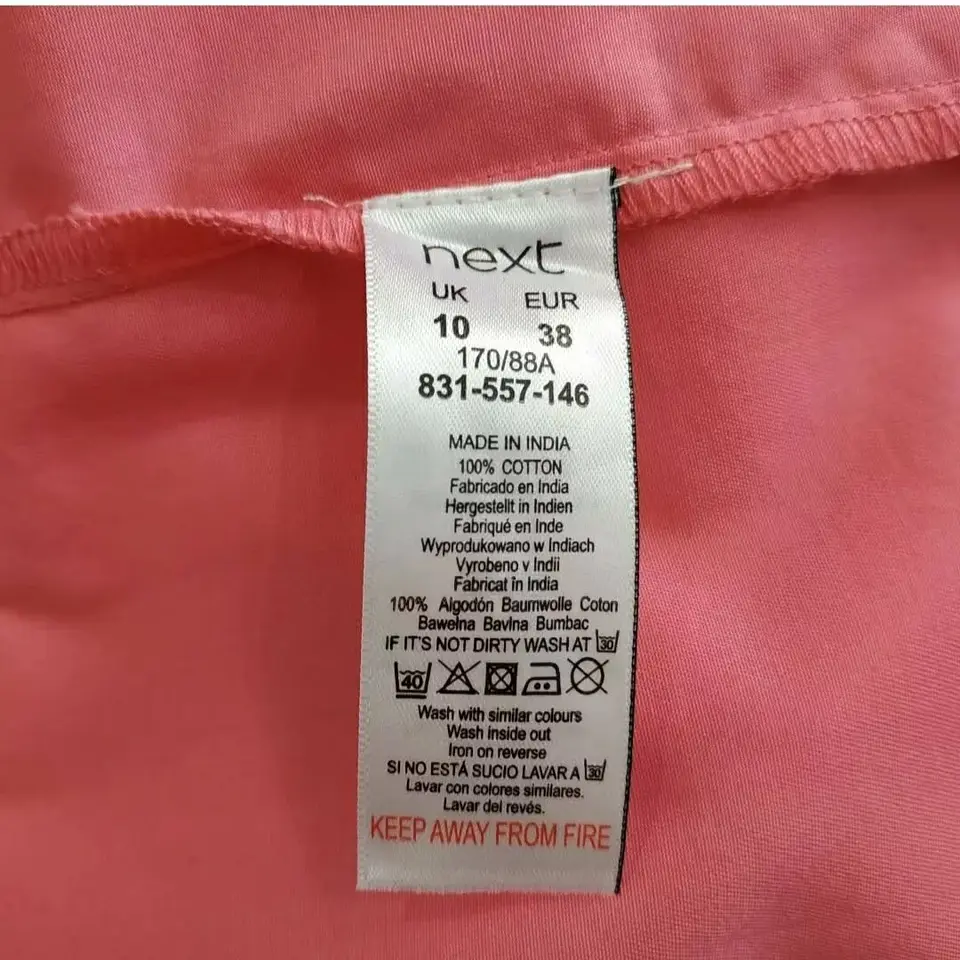 next
UK EUR
10 38
170/88A
831-557-146
MADE IN INDIA
100% COTTON
Fabricado en India
Hergestellt in Indien
Fabriqué en Inde
Wyprodukowano w Indiach
Vyrobeno v Indii
Fabricat în India
100% Algodón Baumwolle Coton
Bawełna Bavlna Bumbac
IF IT'S NOT DIRTY WASH AT 30
40
Wash with similar colours
Wash inside out
Iron on reverse
SI NO ESTÁ SUCIO LAVAR A 30
Lavar con colores similares.
Lavar del revés.
KEEP AWAY FROM FIRE